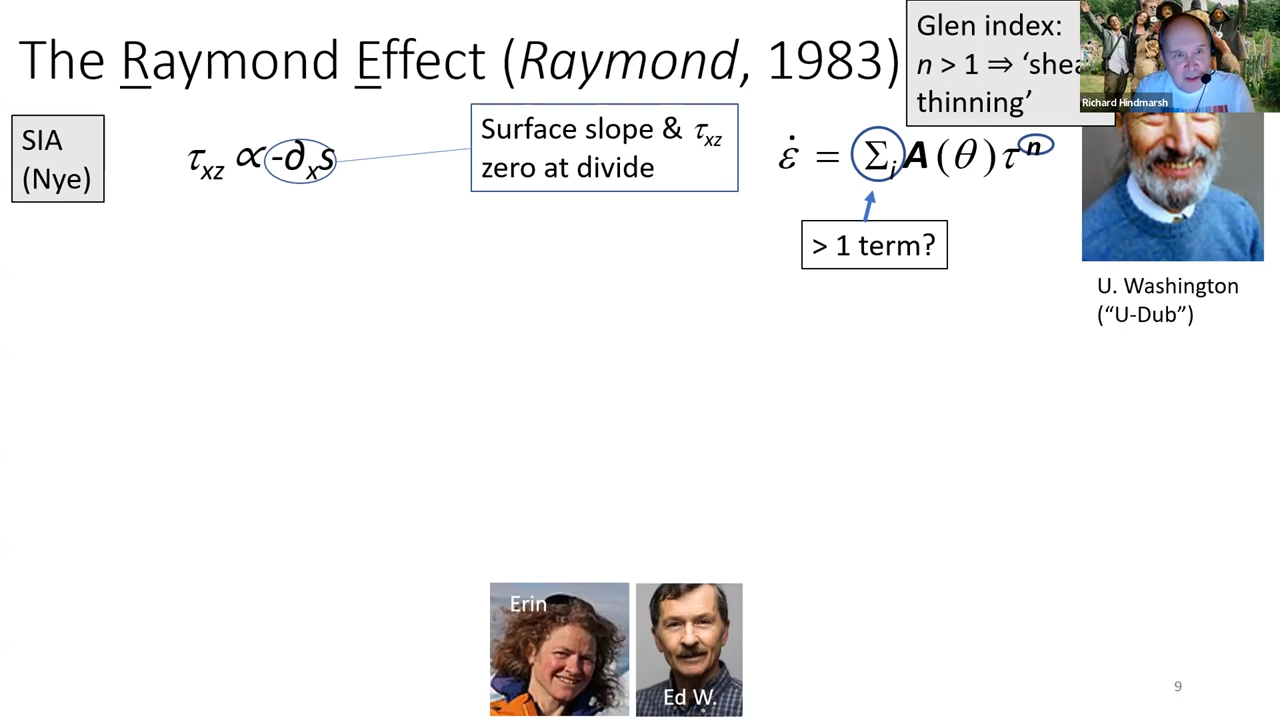 The Raymond Effect (Raymond, 1983)
Glen index:
n > 1 ⇒ ‘shea
thinning’
Richard Hindmarsh
SIA
(Nye)
τxz ∝ -∂xs
Surface slope & τxz
zero at divide
ε̇ = Σi A (θ) τ n
> 1 term?
U. Washington
(“U-Dub”)
Erin
Ed W.
9